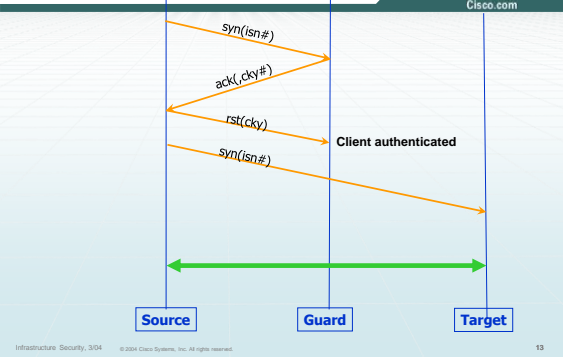 Cisco.com
syn(isn#)
ack(,cky#)
rst(cky)
Client authenticated
syn(isn#)
Source
Guard
Target
Infrastructure Security, 3/04
© 2004 Cisco Systems, Inc. All rights reserved.
13